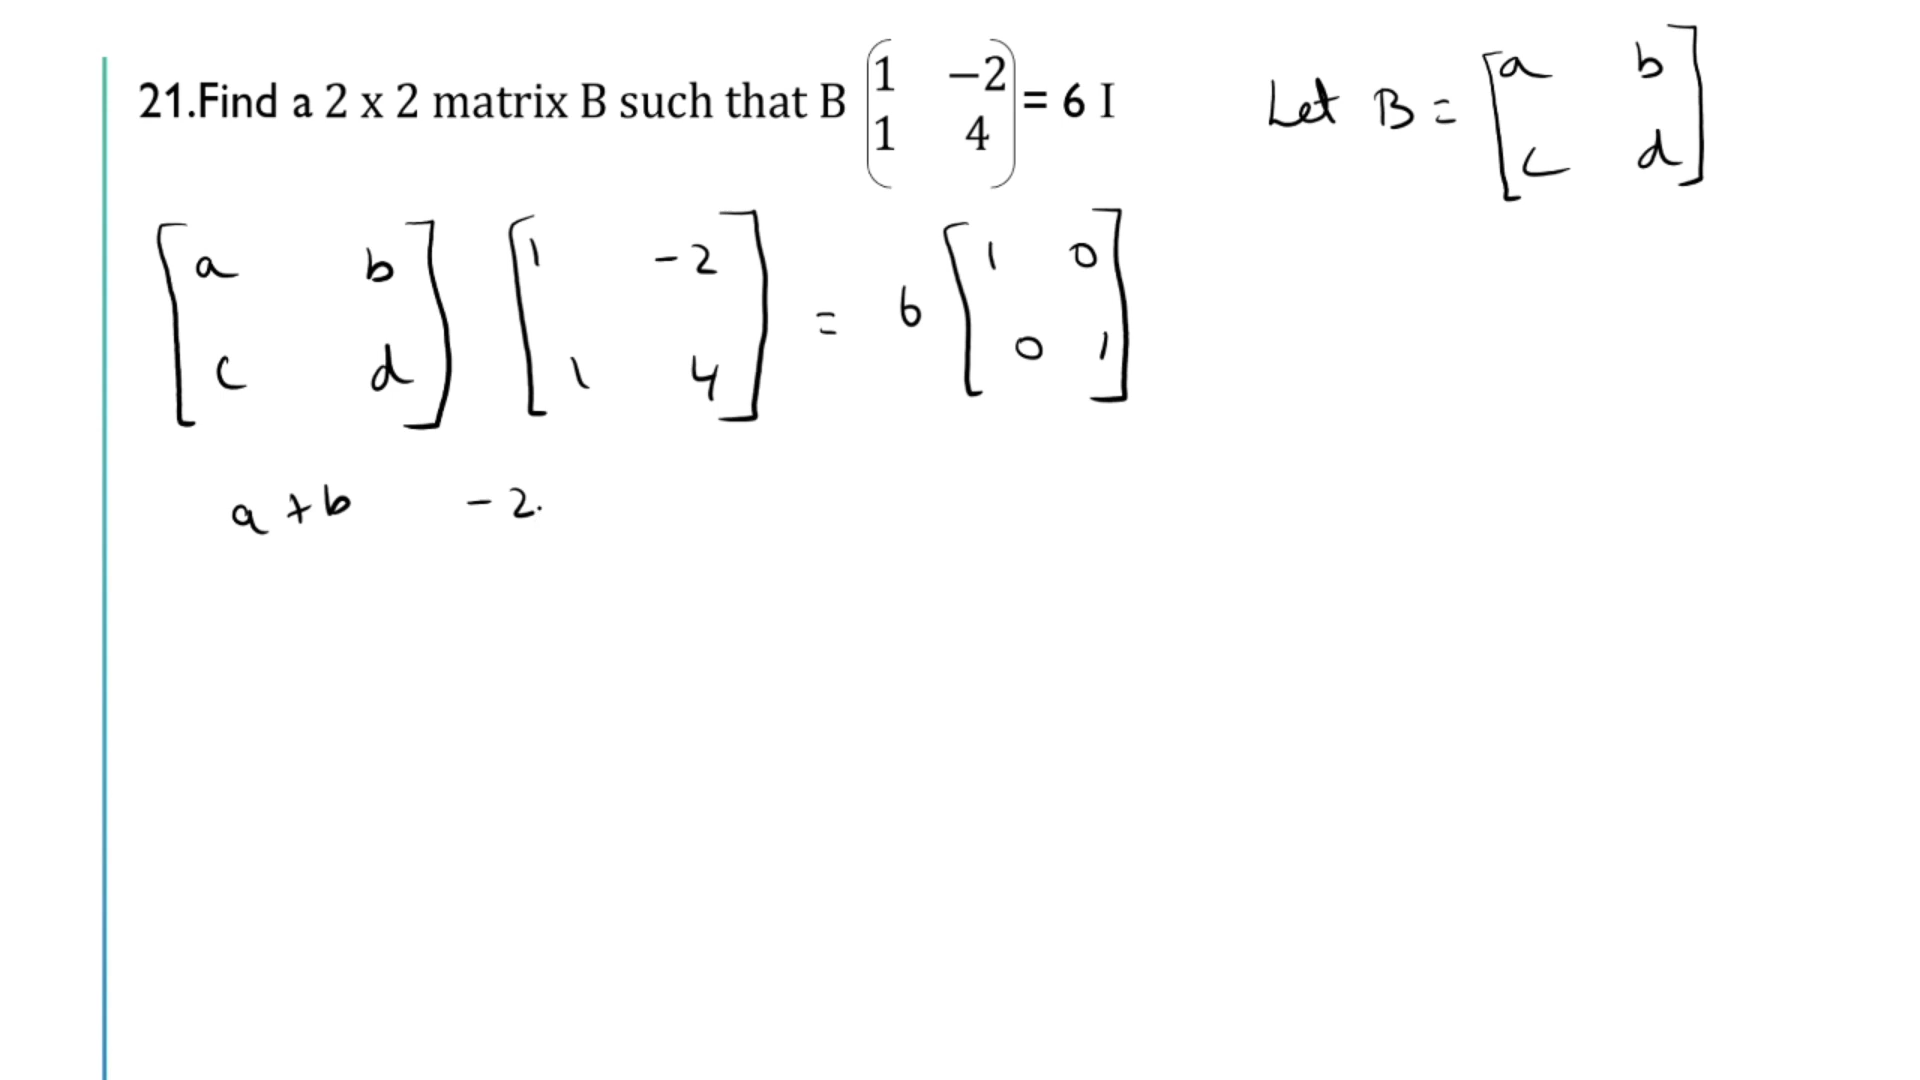 21.Find a 2 x 2 matrix B such that B (1 -2
1 4) = 6 I
Let B = [a b
c d]
[a b [1 -2 = 6 [1 0
c d] 1 4] 0 1]
a + b - 2.